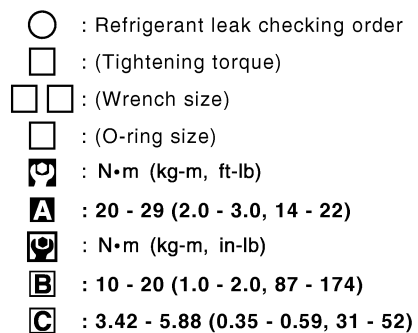 : Refrigerant leak checking order
: (Tightening torque)
: (Wrench size)
: (O-ring size)
: N•m (kg-m, ft-lb)
A : 20 - 29 (2.0 - 3.0, 14 - 22)
: N•m (kg-m, in-lb)
B : 10 - 20 (1.0 - 2.0, 87 - 174)
C : 3.42 - 5.88 (0.35 - 0.59, 31 - 52)